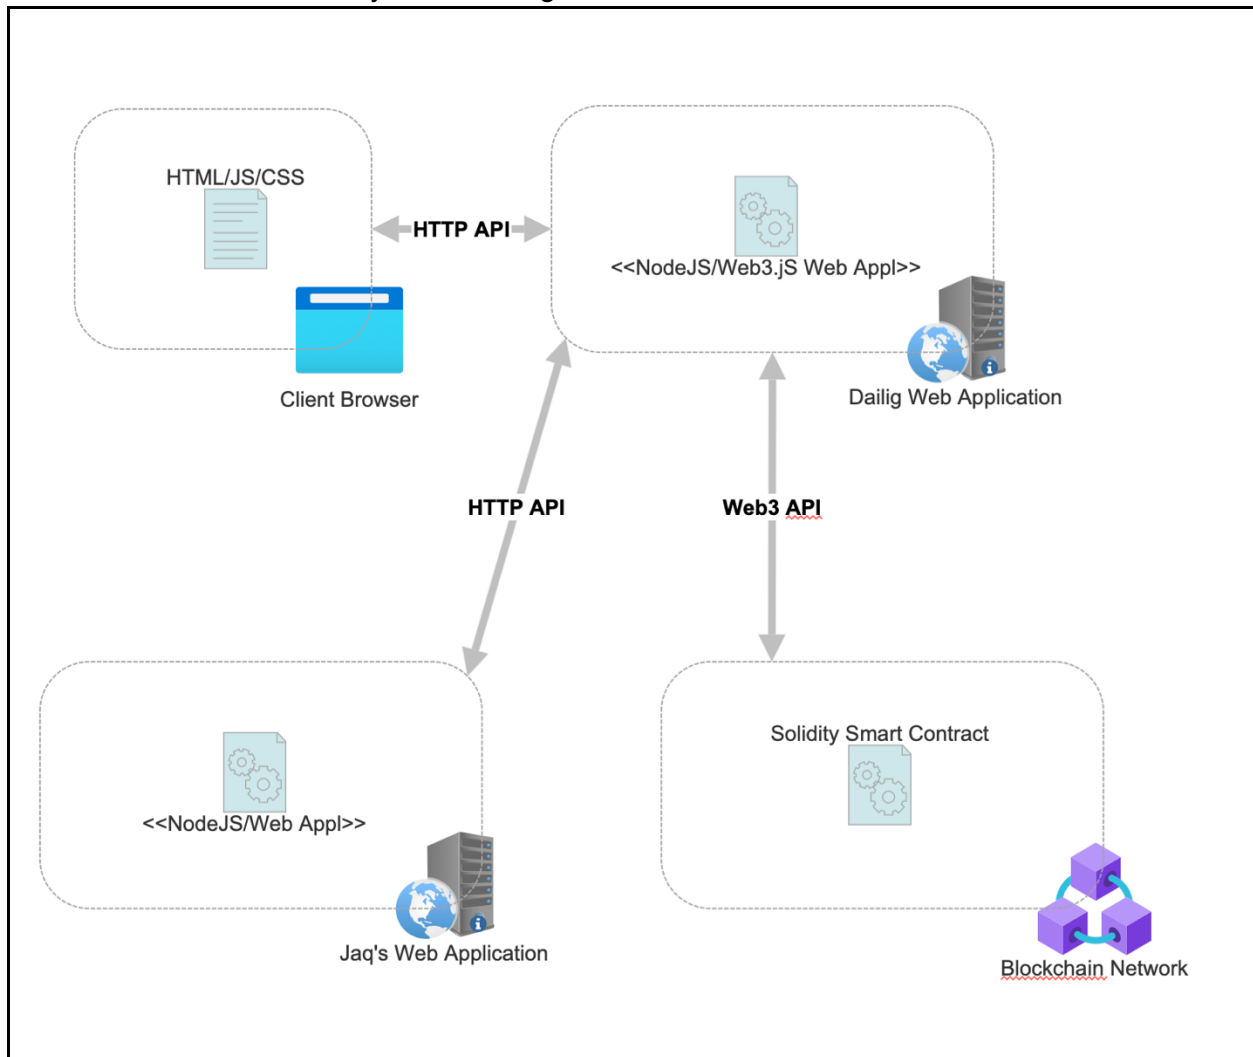 HTML/JS/CSS
HTTP API
<<NodeJS/Web3.jS Web Appl>>
Client Browser
Dailig Web Application
HTTP API
Web3 API
Solidity Smart Contract
<<NodeJS/Web Appl>>
Jaq's Web Application
Blockchain Network